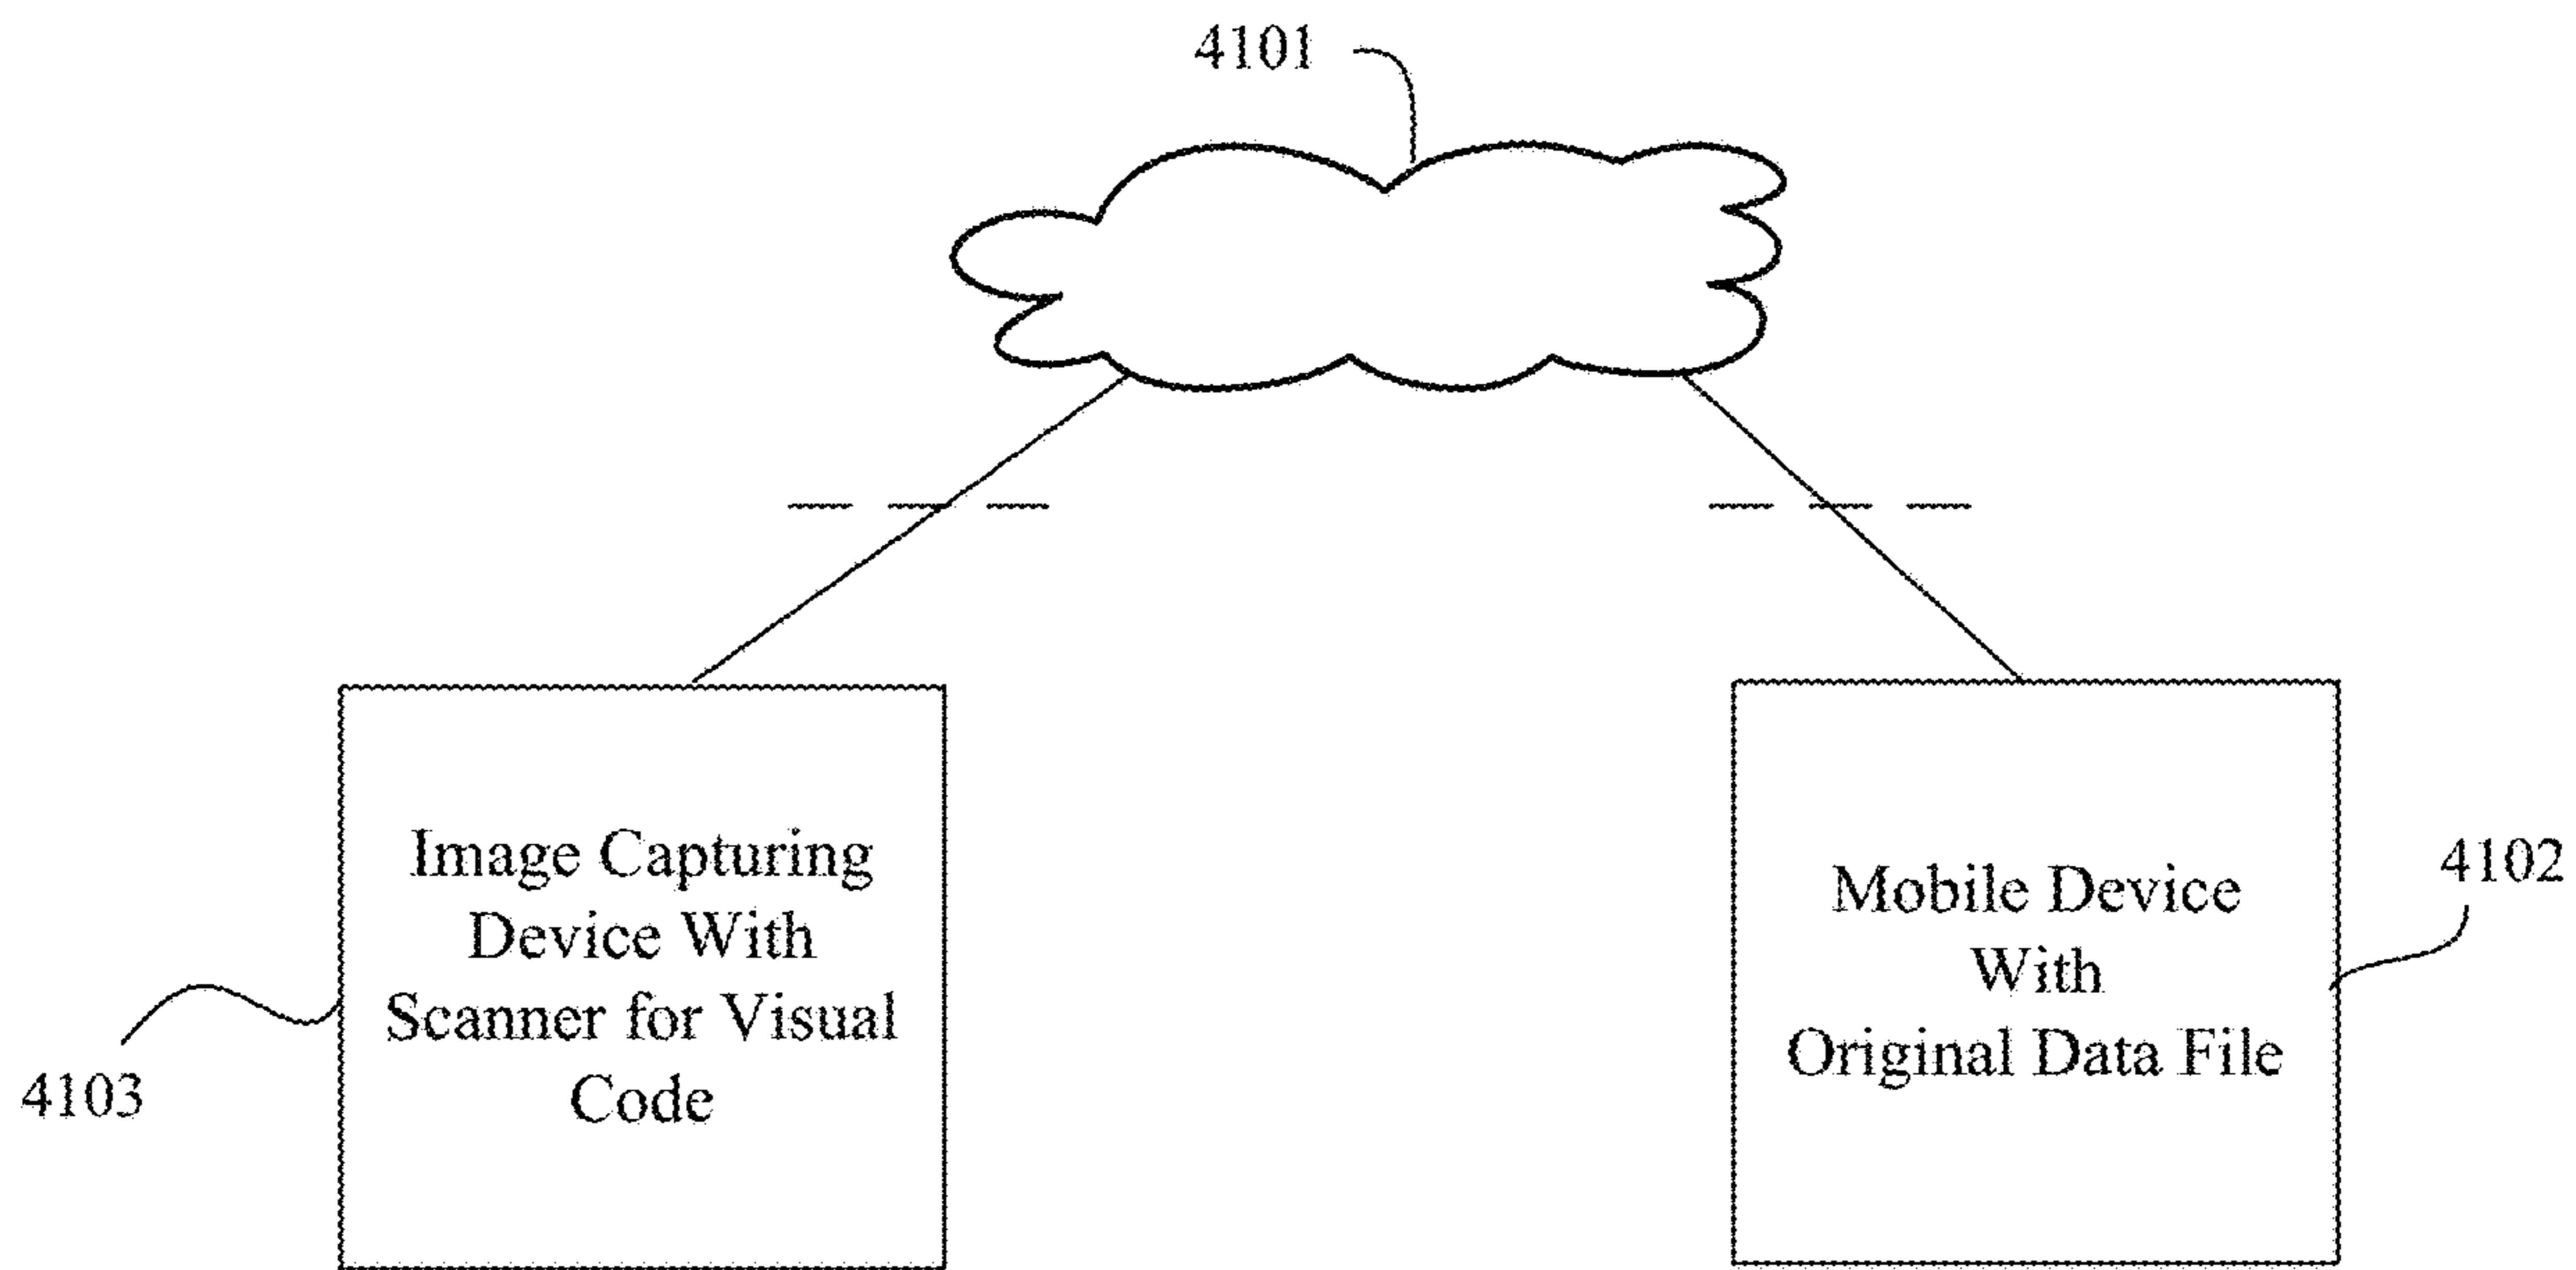 4101
Image Capturing
Device With
Scanner for Visual
Code
4103
Mobile Device
With
Original Data File
4102